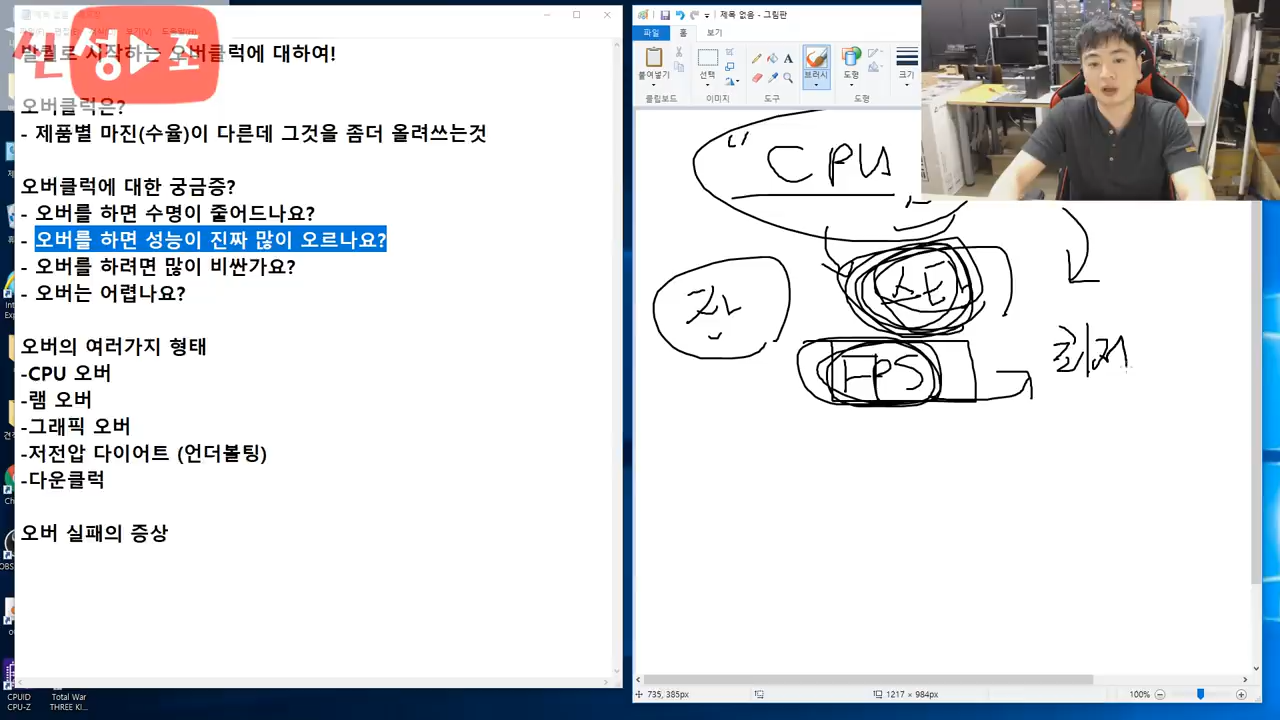 신성조
발퀄로 시작하는 오버클럭에 대하여!
오버클럭은?
- 제품별 마진(수율)이 다른데 그것을 좀더 올려쓰는것
오버클럭에 대한 궁금증?
- 오버를 하면 수명이 줄어드나요?
- 오버를 하면 성능이 진짜 많이 오르나요?
- 오버를 하려면 많이 비싼가요?
- 오버는 어렵나요?
오버의 여러가지 형태
-CPU 오버
-램 오버
-그래픽 오버
-저전압 다이어트 (언더볼팅)
-다운클럭
오버 실패의 증상
CPUID
CPU-Z
Total War
THREE KI...
제목 없음 - 그림판
파일
홈
보기
붙여넣기
선택
브러시
도형
크기
클립보드
이미지
도구
도형
" CPU "
잔
FPS
735, 385px
1217 × 984px
100%